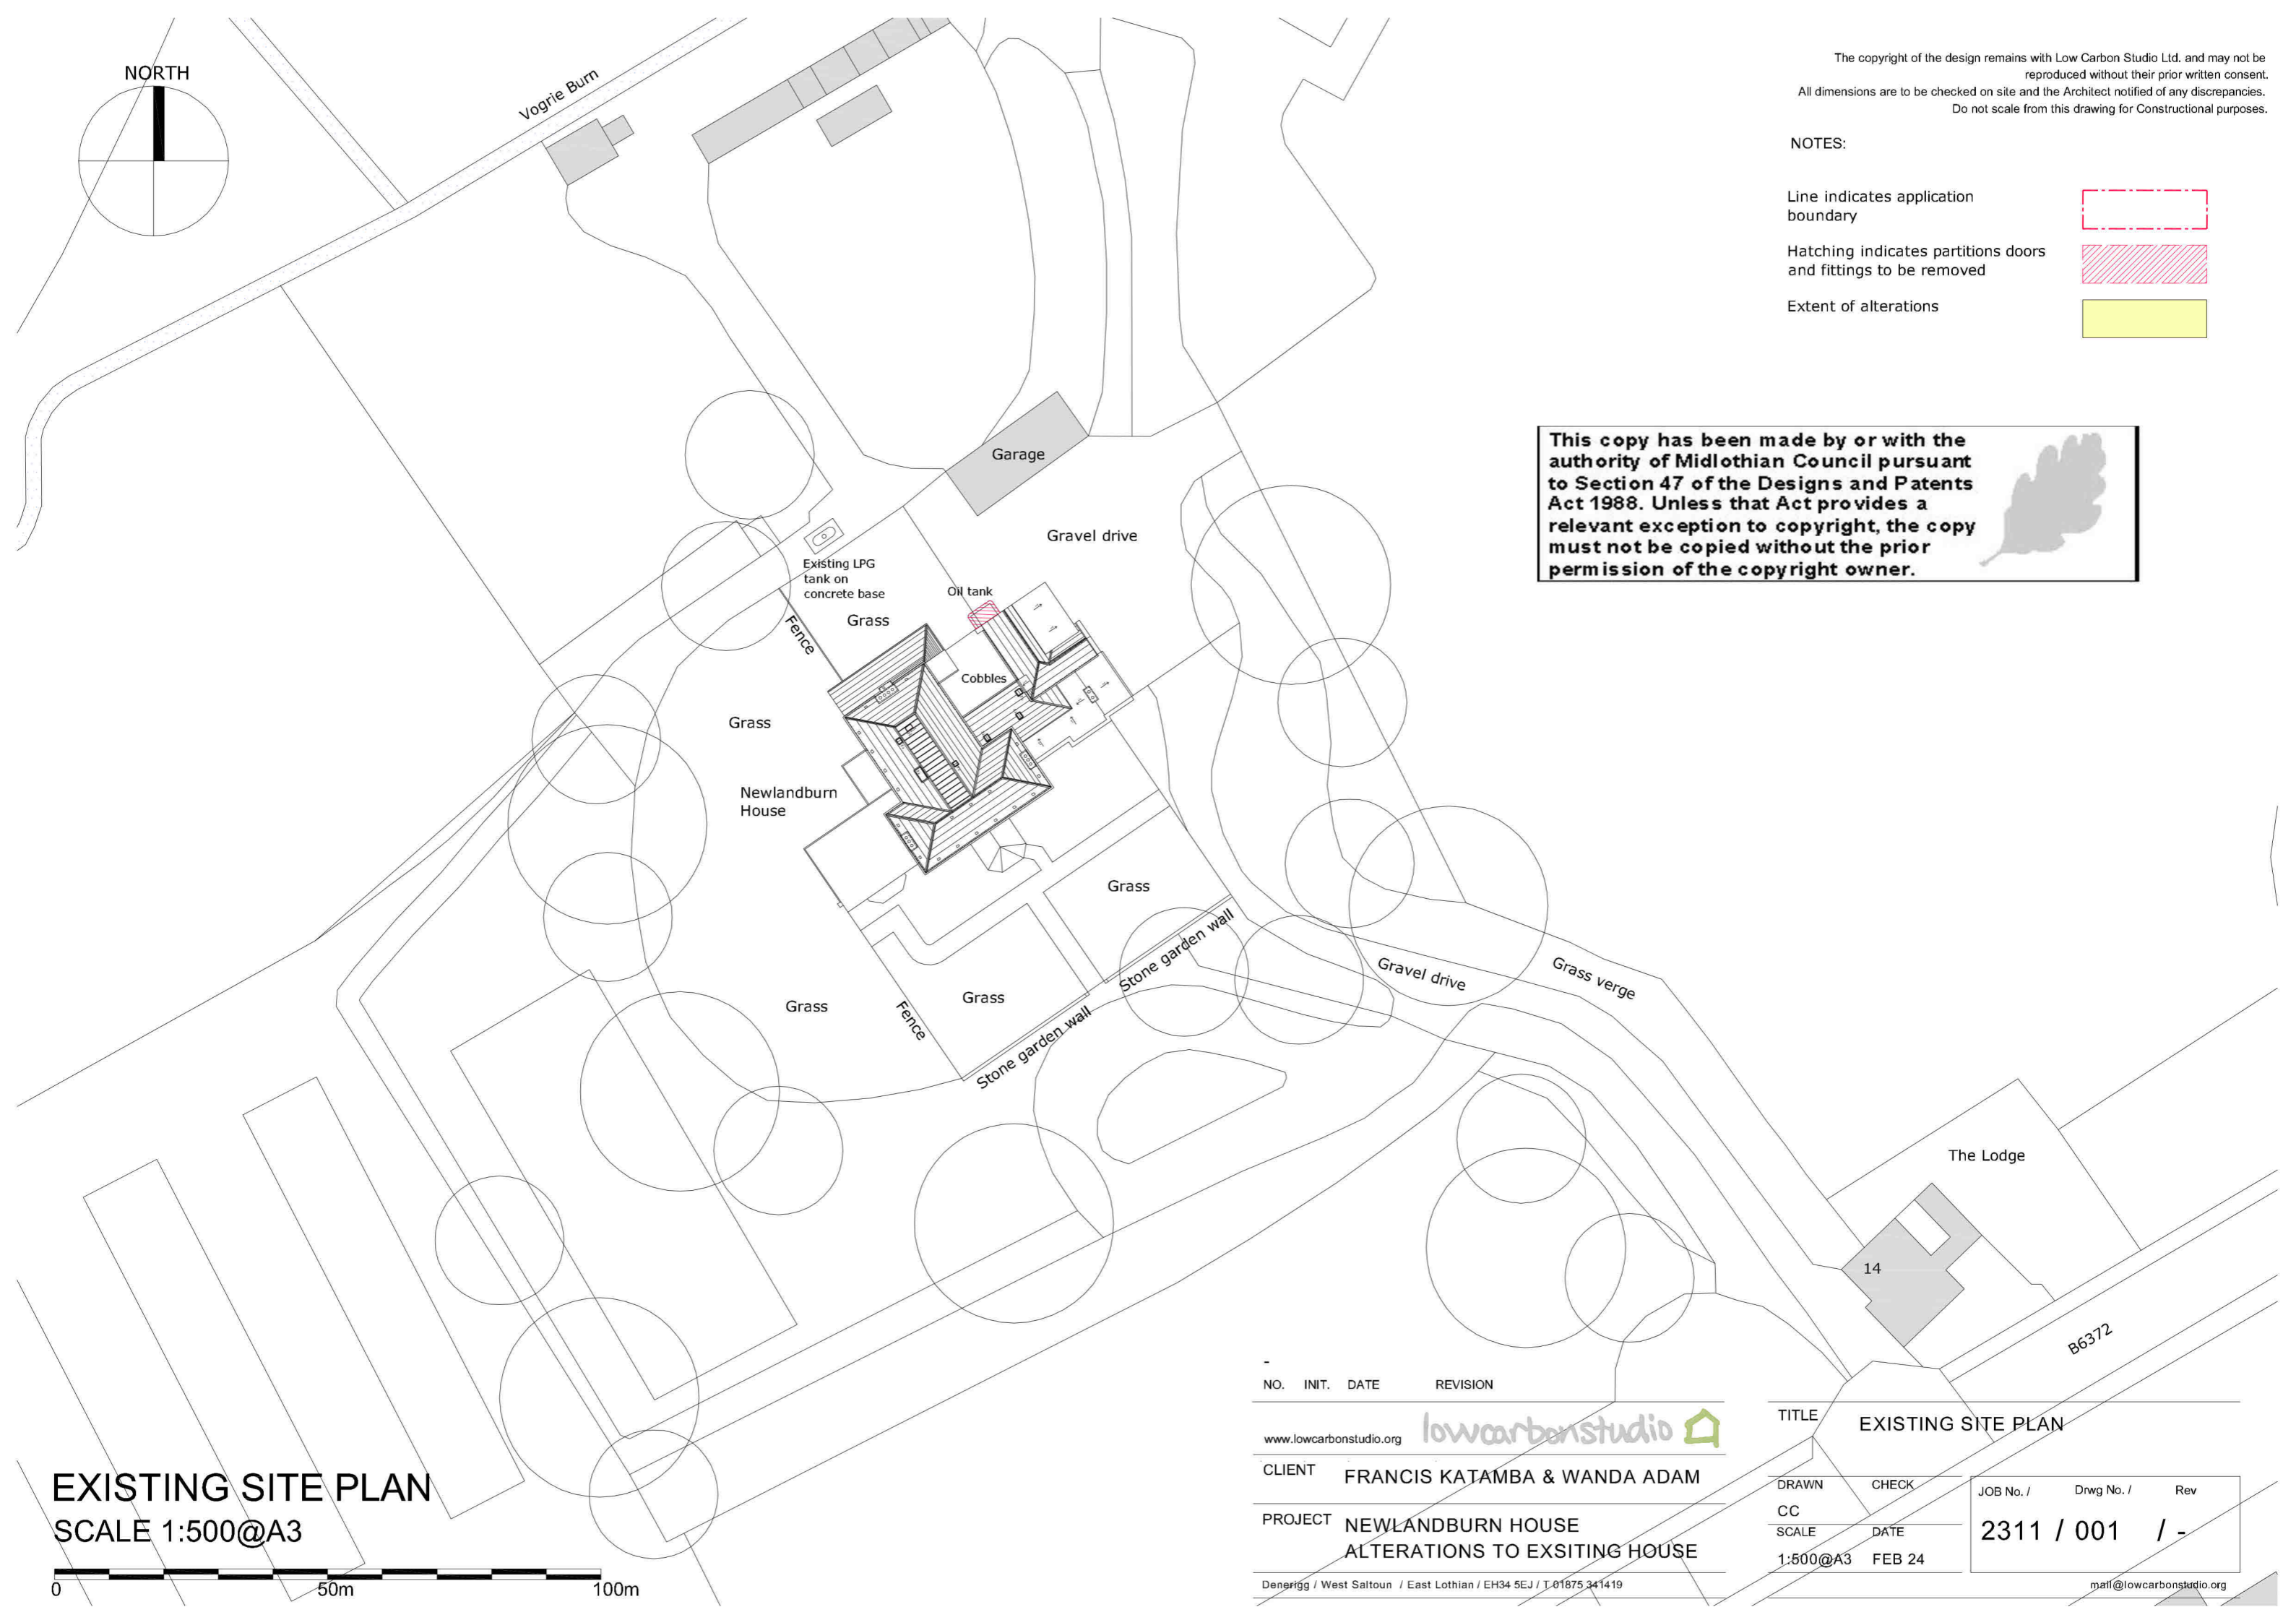 NORTH
Vogrie Burn
The copyright of the design remains with Low Carbon Studio Ltd. and may not be
reproduced without their prior written consent.
All dimensions are to be checked on site and the Architect notified of any discrepancies.
Do not scale from this drawing for Constructional purposes.
NOTES:
Line indicates application
boundary
Hatching indicates partitions doors
and fittings to be removed
Extent of alterations
This copy has been made by or with the
authority of Midlothian Council pursuant
to Section 47 of the Designs and Patents
Act 1988. Unless that Act provides a
relevant exception to copyright, the copy
must not be copied without the prior
permission of the copyright owner.
Garage
Gravel drive
Existing LPG
tank on
concrete base
Oil tank
Grass
Fence
Cobbles
Grass
Newlandburn
House
Grass
Stone garden wall
Gravel drive
Grass verge
Grass
Grass
Fence
Stone garden wall
The Lodge
14
B6372
-
NO. INIT. DATE REVISION
www.lowcarbonstudio.org
lowcarbonstudio
CLIENT
FRANCIS KATAMBA & WANDA ADAM
PROJECT
NEWLANDBURN HOUSE
ALTERATIONS TO EXSITING HOUSE
Denerigg / West Saltoun / East Lothian / EH34 5EJ / T 01875 341419
TITLE
EXISTING SITE PLAN
DRAWN CHECK
CC
SCALE DATE
1:500@A3 FEB 24
JOB No. / Drwg No. / Rev
2311 / 001 / -
mail@lowcarbonstudio.org
EXISTING SITE PLAN
SCALE 1:500@A3
0 50m 100m